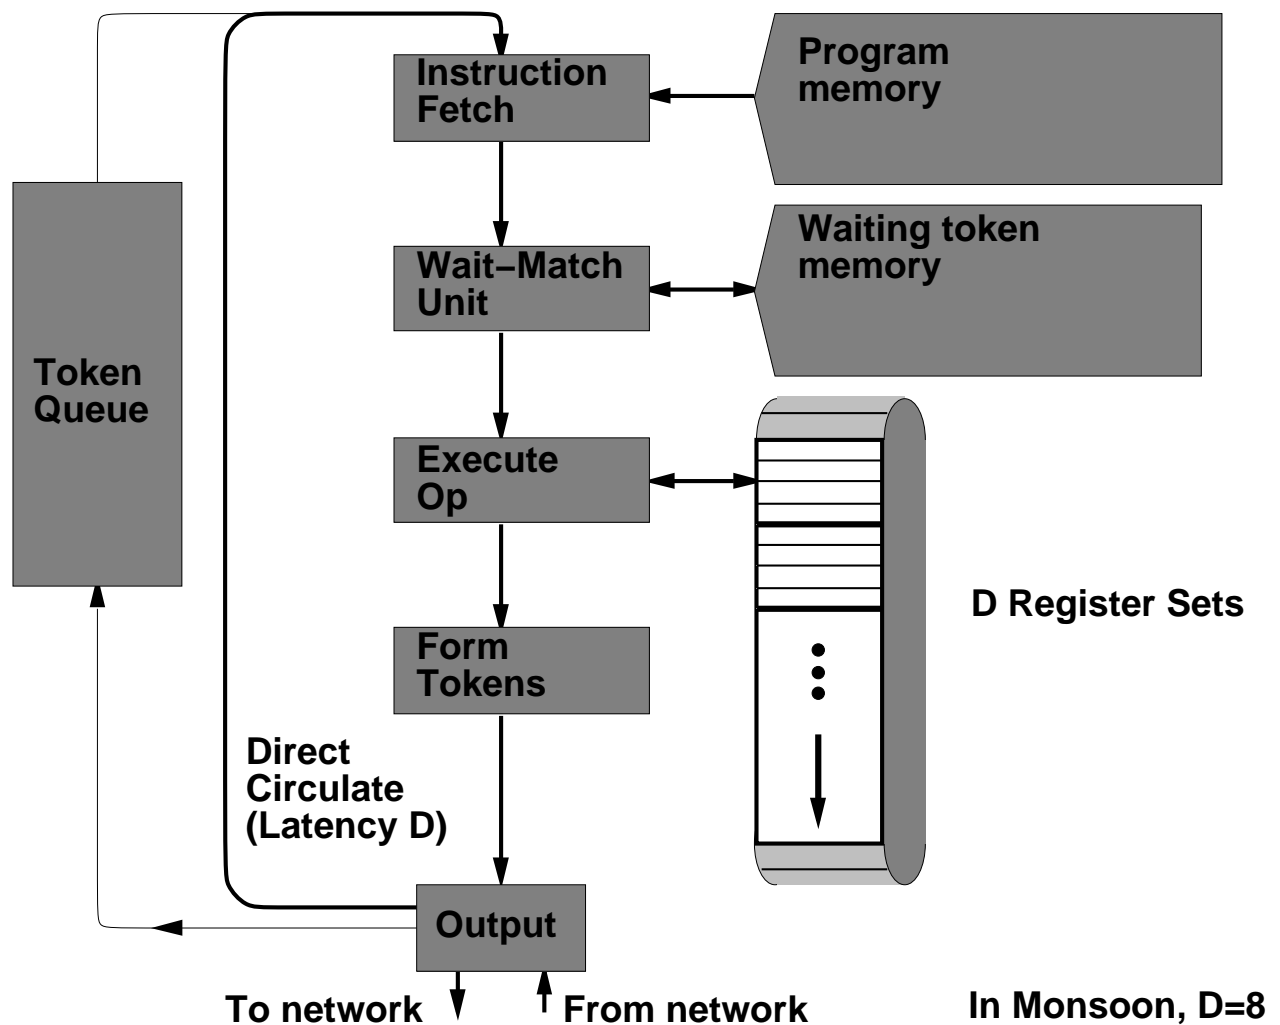 Instruction
Fetch
Program
memory
Wait–Match
Unit
Waiting token
memory
Token
Queue
Execute
Op
D Register Sets
Form
Tokens
Direct
Circulate
(Latency D)
Output
To network
From network
In Monsoon, D=8